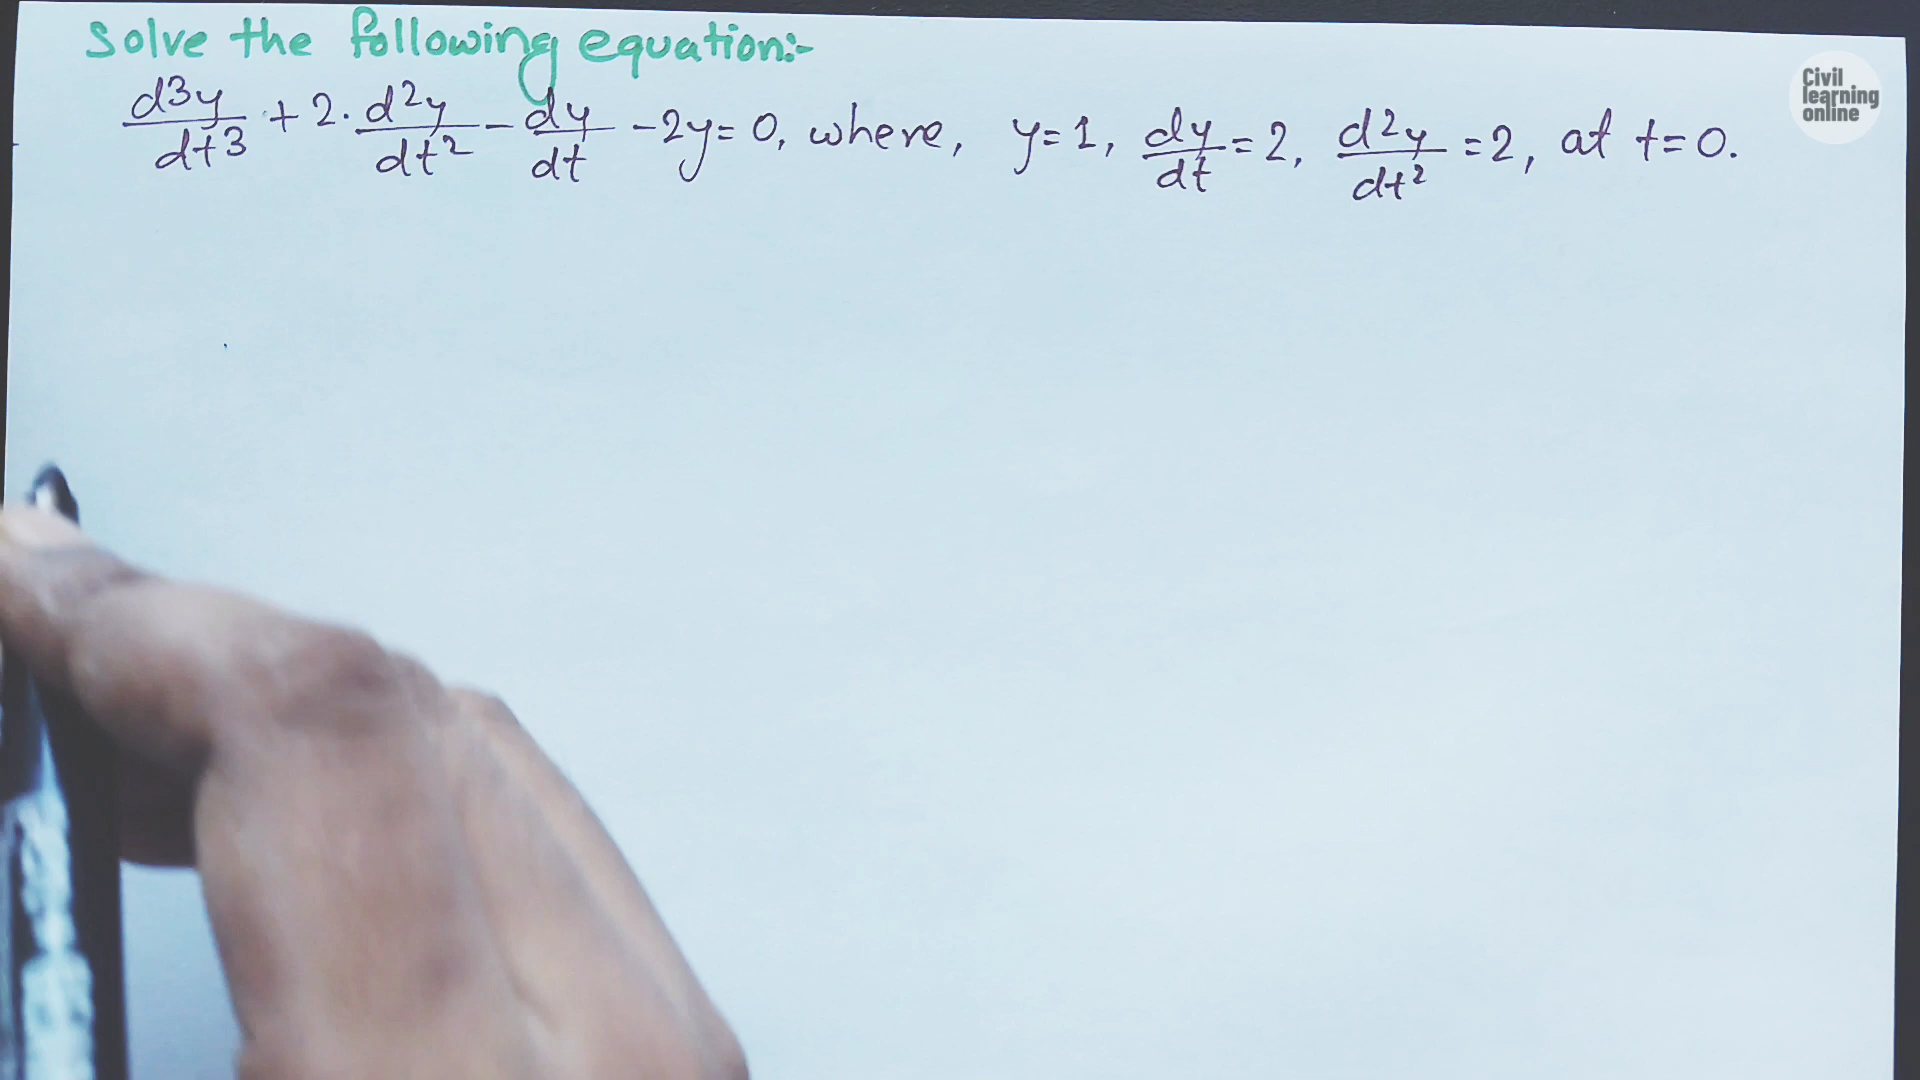 Solve the following equation:-
d3y/dt3 + 2. d2y/dt2 - dy/dt - 2y= 0, where, y=1, dy/dt=2, d2y/dt2=2, at t=0.
Civil
learning
online